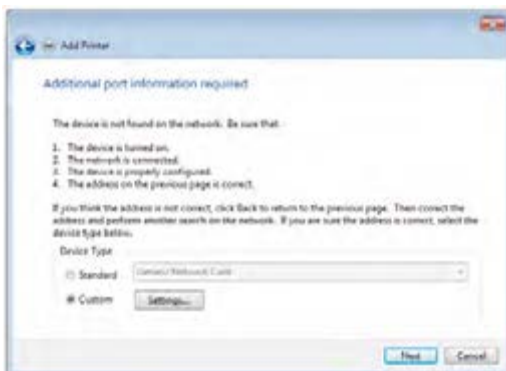 Add Printer
Additional port information required
The device is not found on the network. Be sure that:
1. The device is turned on.
2. The network is connected.
3. The device is properly configured.
4. The address on the previous page is correct.
If you think the address is not correct, click Back to return to the previous page. Then correct the
address and perform another search on the network. If you are sure the address is correct, select the
device type below.
Device Type
Standard
Generic Network Card
Custom
Settings...
Next
Cancel